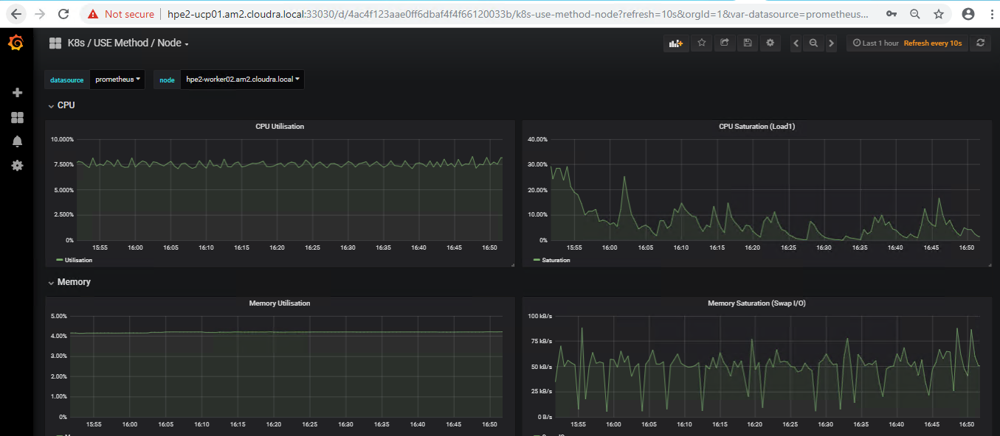 Not secure | hpe2-ucp01.am2.cloudra.local:33030/d/4ac4f123aae0ff6dbaf4f4f66120033b/k8s-use-method-node?refresh=10s&orgId=1&var-datasource=prometheus...
K8s / USE Method / Node
Last 1 hour Refresh every 10s
datasource prometheus node hpe2-worker02.am2.cloudra.local
CPU
CPU Utilisation
10.000%
7.500%
5.000%
2.500%
0%
15:55 16:00 16:05 16:10 16:15 16:20 16:25 16:30 16:35 16:40 16:45 16:50
Utilisation
CPU Saturation (Load1)
40.00%
30.00%
20.00%
10.00%
0%
15:55 16:00 16:05 16:10 16:15 16:20 16:25 16:30 16:35 16:40 16:45 16:50
Saturation
Memory
Memory Utilisation
5.00%
4.00%
3.00%
2.00%
1.00%
0%
15:55 16:00 16:05 16:10 16:15 16:20 16:25 16:30 16:35 16:40 16:45 16:50
Memory Saturation (Swap I/O)
100 kB/s
75 kB/s
50 kB/s
25 kB/s
0 B/s
15:55 16:00 16:05 16:10 16:15 16:20 16:25 16:30 16:35 16:40 16:45 16:50